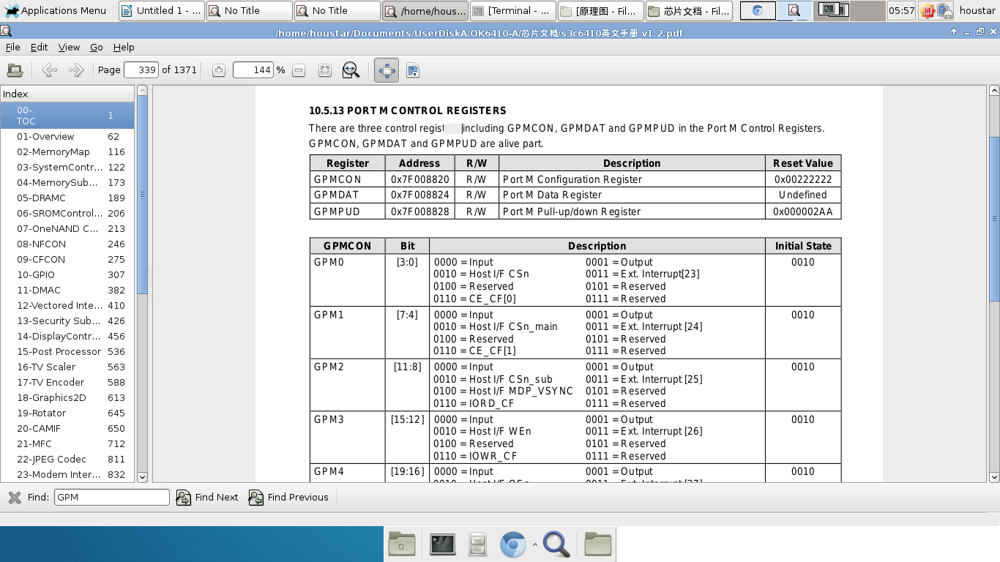 Applications Menu
Untitled 1 - ...
No Title
No Title
/home/hous...
[Terminal - ...
[原理图 - Fil...
芯片文档 - Fil...
05:57
拼
houstar
/home/houstar/Documents/UserDiskA/OK6410-A/芯片文档/s3c6410英文手册_v1.2.pdf
File Edit View Go Help
Page 339 of 1371 144 %
Index
00-TOC 1
01-Overview 62
02-MemoryMap 116
03-SystemContr... 122
04-MemorySub... 173
05-DRAMC 189
06-SROMControl... 206
07-OneNAND C... 213
08-NFCON 246
09-CFCON 275
10-GPIO 307
11-DMAC 382
12-Vectored Inte... 410
13-Security Sub... 426
14-DisplayContr... 456
15-Post Processor 536
16-TV Scaler 563
17-TV Encoder 588
18-Graphics2D 613
19-Rotator 645
20-CAMIF 650
21-MFC 712
22-JPEG Codec 811
23-Modem Inter... 832
10.5.13 PORT M CONTROL REGISTERS
There are three control regist including GPMCON, GPMDAT and GPMPUD in the Port M Control Registers.
GPMCON, GPMDAT and GPMPUD are alive part.
Register Address R/W Description Reset Value
GPMCON 0x7F008820 R/W Port M Configuration Register 0x00222222
GPMDAT 0x7F008824 R/W Port M Data Register Undefined
GPMPUD 0x7F008828 R/W Port M Pull-up/down Register 0x000002AA
GPMCON Bit Description Initial State
GPM0 [3:0] 0000 = Input 0001 = Output 0010
0010 = Host I/F CSn 0011 = Ext. Interrupt[23]
0100 = Reserved 0101 = Reserved
0110 = CE_CF[0] 0111 = Reserved
GPM1 [7:4] 0000 = Input 0001 = Output 0010
0010 = Host I/F CSn_main 0011 = Ext. Interrupt [24]
0100 = Reserved 0101 = Reserved
0110 = CE_CF[1] 0111 = Reserved
GPM2 [11:8] 0000 = Input 0001 = Output 0010
0010 = Host I/F CSn_sub 0011 = Ext. Interrupt [25]
0100 = Host I/F MDP_VSYNC 0101 = Reserved
0110 = IORD_CF 0111 = Reserved
GPM3 [15:12] 0000 = Input 0001 = Output 0010
0010 = Host I/F WEn 0011 = Ext. Interrupt [26]
0100 = Reserved 0101 = Reserved
0110 = IOWR_CF 0111 = Reserved
GPM4 [19:16] 0000 = Input 0001 = Output 0010
Find: GPM Find Next Find Previous